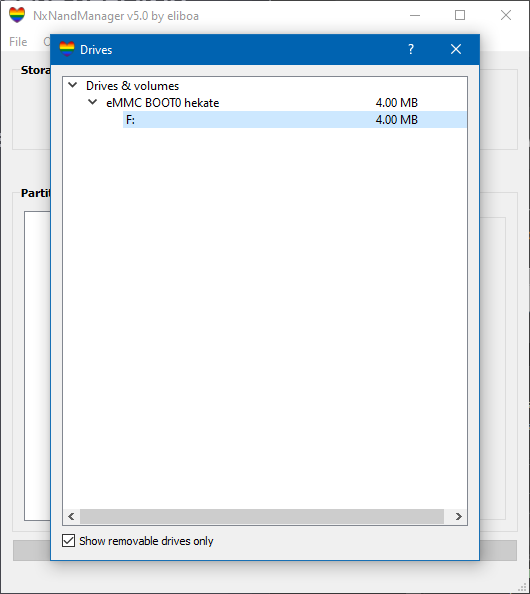 NxNandManager v5.0 by eliboa
File
Drives
?
Stora
Drives & volumes
eMMC BOOT0 hekate 4.00 MB
F: 4.00 MB
Partit
Show removable drives only